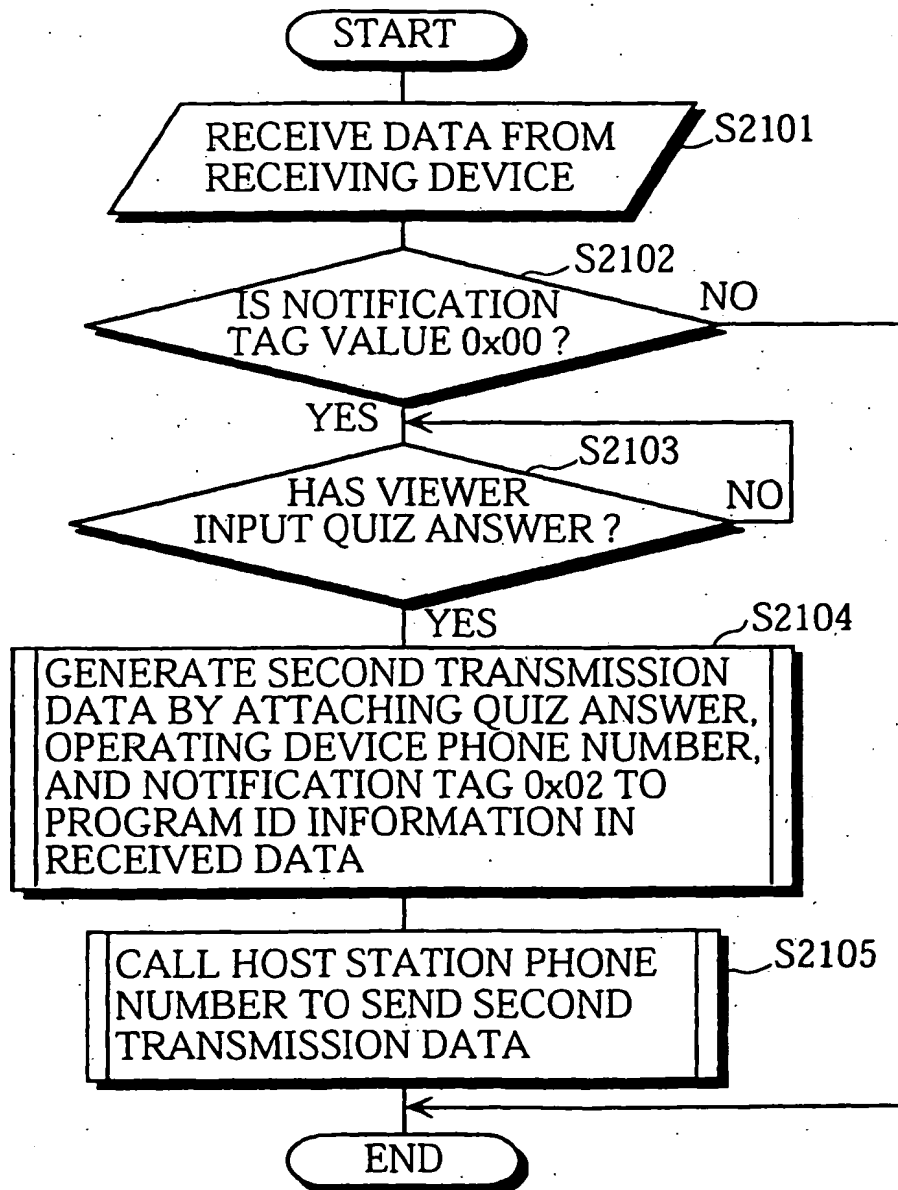 START
RECEIVE DATA FROM
RECEIVING DEVICE
S2101
S2102
IS NOTIFICATION
TAG VALUE 0x00 ?
NO
YES
S2103
HAS VIEWER
INPUT QUIZ ANSWER ?
NO
YES
S2104
GENERATE SECOND TRANSMISSION
DATA BY ATTACHING QUIZ ANSWER,
OPERATING DEVICE PHONE NUMBER,
AND NOTIFICATION TAG 0x02 TO
PROGRAM ID INFORMATION IN
RECEIVED DATA
S2105
CALL HOST STATION PHONE
NUMBER TO SEND SECOND
TRANSMISSION DATA
END